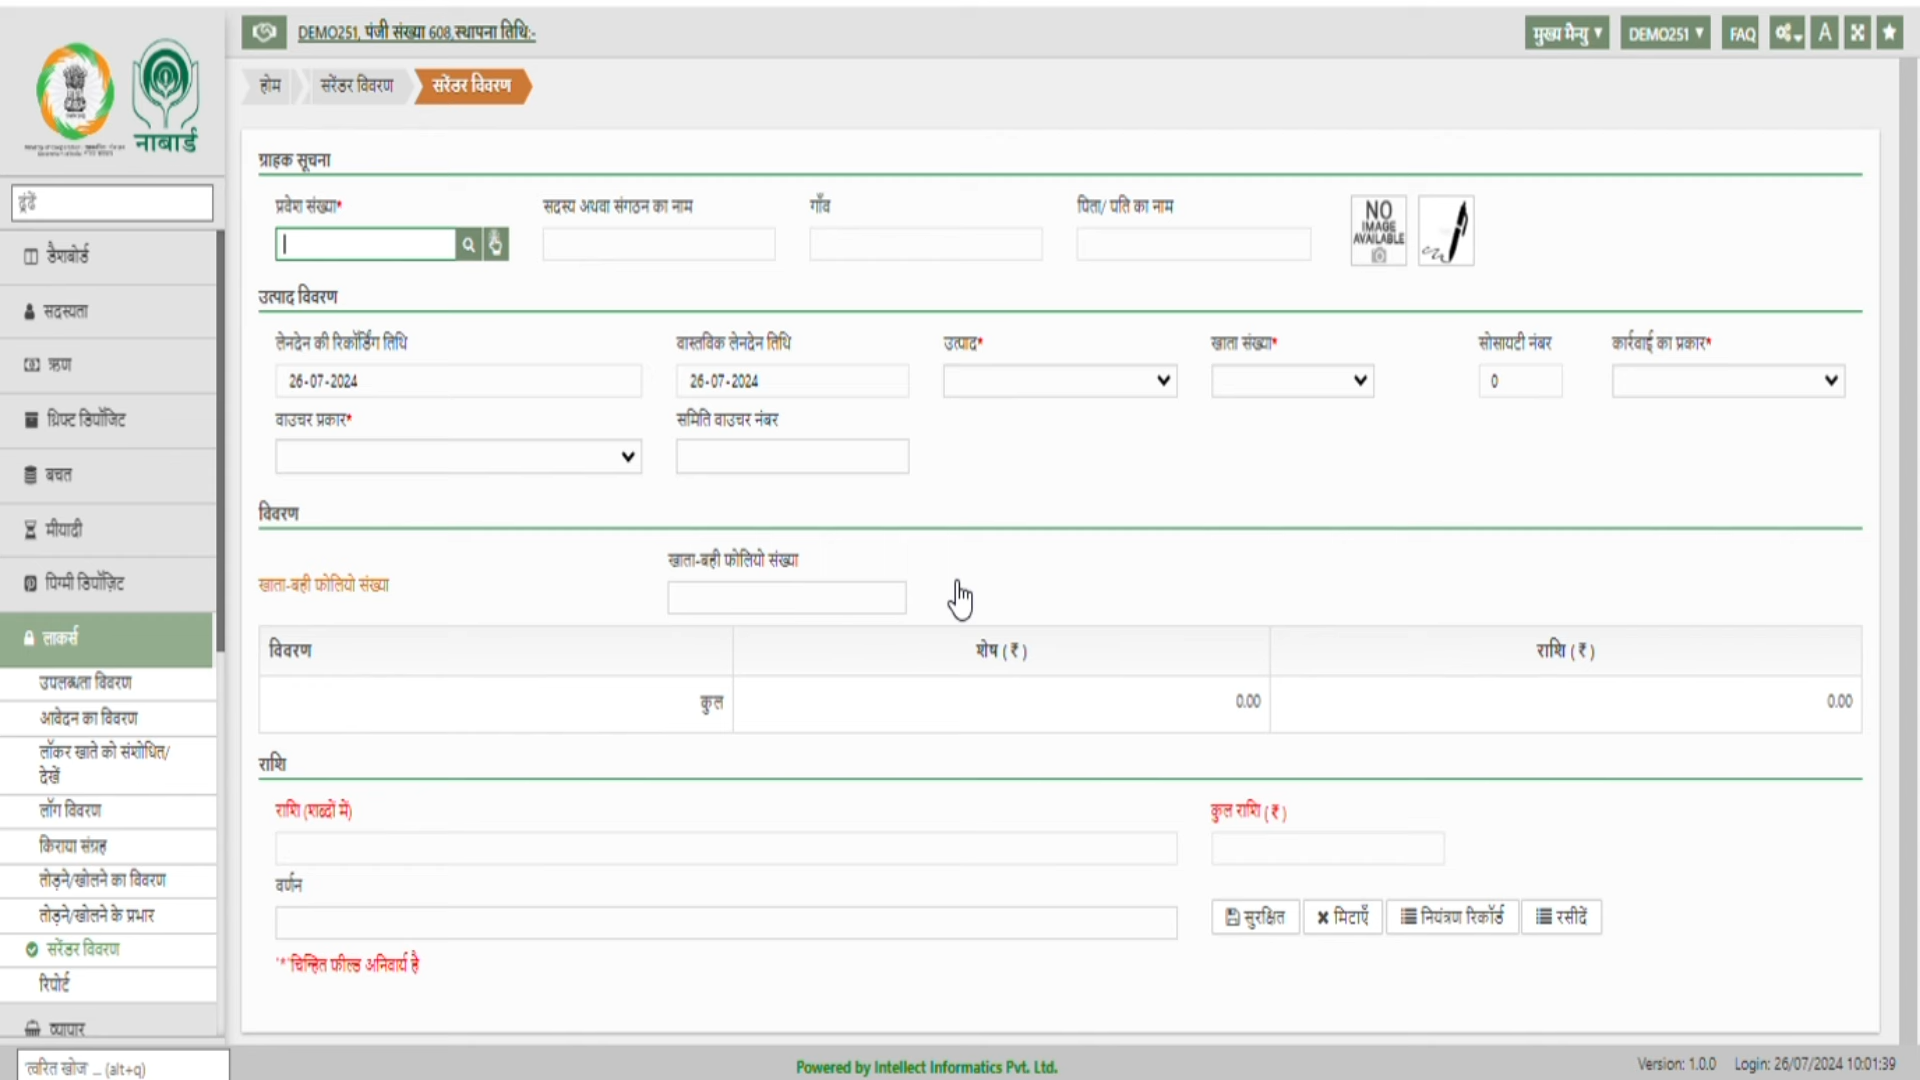 DEMO251, पंजी संख्या 608,स्थापना तिथि:-
मुख्य मैन्यु
DEMO251
FAQ
A
नाबार्ड
होम
सरेंडर विवरण
सरेंडर विवरण
ढूंढें
डैशबोर्ड
सदस्यता
ऋण
थ्रिफ्ट डिपॉजिट
बचत
मीयादी
पिग्मी डिपॉज़िट
लाकर्स
उपलब्धता विवरण
आवेदन का विवरण
लॉकर खाते को संशोधित/
देखें
लॉग विवरण
किराया संग्रह
तोड़ने/खोलने का विवरण
तोड़ने/खोलने के प्रभार
सरेंडर विवरण
रिपोर्ट
व्यापार
त्वरित खोज' ... (alt+q)
ग्राहक सूचना
प्रवेश संख्या*
सदस्य अथवा संगठन का नाम
गाँव
पिता/ पति का नाम
NO
IMAGE
AVAILABLE
उत्पाद विवरण
लेनदेन की रिकॉर्डिंग तिथि
वास्तविक लेनदेन तिथि
उत्पाद*
खाता संख्या*
सोसायटी नंबर
कार्रवाई का प्रकार*
26-07-2024
26-07-2024
0
वाउचर प्रकार*
समिति वाउचर नंबर
विवरण
खाता-बही फोलियो संख्या
खाता-बही फोलियो संख्या
विवरण
शेष ( ₹ )
राशि ( ₹ )
कुल
0.00
0.00
राशि
राशि (शब्दों में)
कुल राशि ( ₹ )
वर्णन
सुरक्षित
मिटाएँ
नियंत्रण रिकॉर्ड
रसीदें
'*'चिन्हित फील्ड अनिवार्य है
Powered by Intellect Informatics Pvt. Ltd.
Version: 1.0.0
Login: 26/07/2024 10:01:39